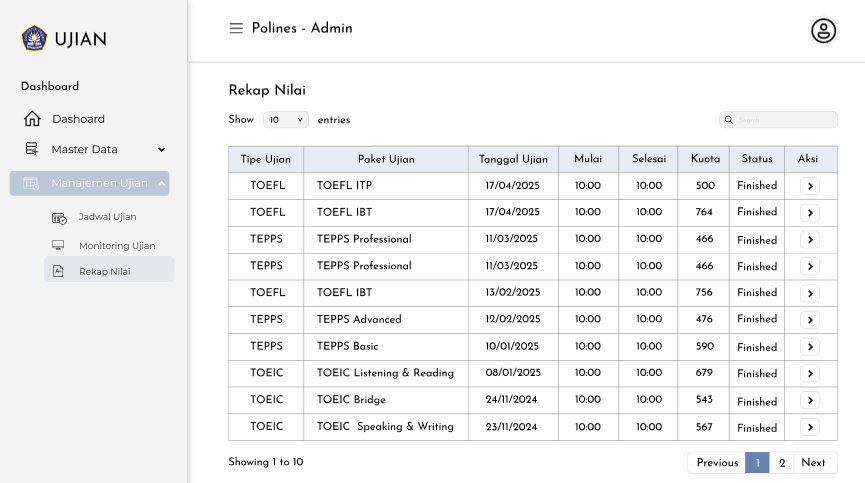 UJIAN
Polines - Admin
Dashboard
Dashoard
Master Data
Manajemen Ujian
Jadwal Ujian
Monitoring Ujian
Rekap Nilai
Rekap Nilai
Show 10 entries
Search
Tipe Ujian Paket Ujian Tanggal Ujian Mulai Selesai Kuota Status Aksi
TOEFL TOEFL ITP 17/04/2025 10:00 10:00 500 Finished
TOEFL TOEFL IBT 17/04/2025 10:00 10:00 764 Finished
TEPPS TEPPS Professional 11/03/2025 10:00 10:00 466 Finished
TEPPS TEPPS Professional 11/03/2025 10:00 10:00 466 Finished
TOEFL TOEFL IBT 13/02/2025 10:00 10:00 756 Finished
TEPPS TEPPS Advanced 12/02/2025 10:00 10:00 476 Finished
TEPPS TEPPS Basic 10/01/2025 10:00 10:00 590 Finished
TOEIC TOEIC Listening & Reading 08/01/2025 10:00 10:00 679 Finished
TOEIC TOEIC Bridge 24/11/2024 10:00 10:00 543 Finished
TOEIC TOEIC Speaking & Writing 23/11/2024 10:00 10:00 567 Finished
Showing 1 to 10
Previous 1 2 Next